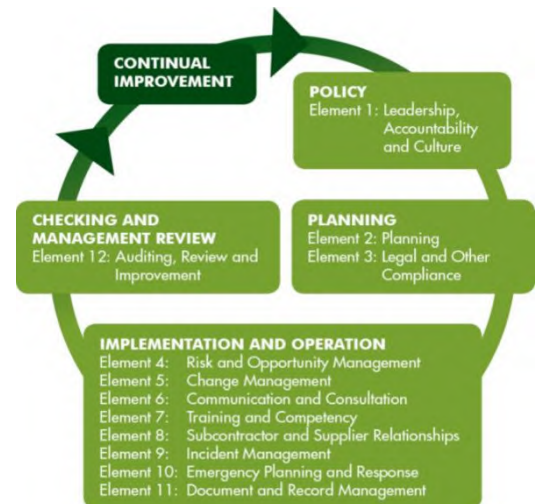 CONTINUAL
IMPROVEMENT
POLICY
Element 1: Leadership,
Accountability
and Culture
CHECKING AND
MANAGEMENT REVIEW
Element 12: Auditing, Review and
Improvement
PLANNING
Element 2: Planning
Element 3: Legal and Other
Compliance
IMPLEMENTATION AND OPERATION
Element 4: Risk and Opportunity Management
Element 5: Change Management
Element 6: Communication and Consultation
Element 7: Training and Competency
Element 8: Subcontractor and Supplier Relationships
Element 9: Incident Management
Element 10: Emergency Planning and Response
Element 11: Document and Record Management